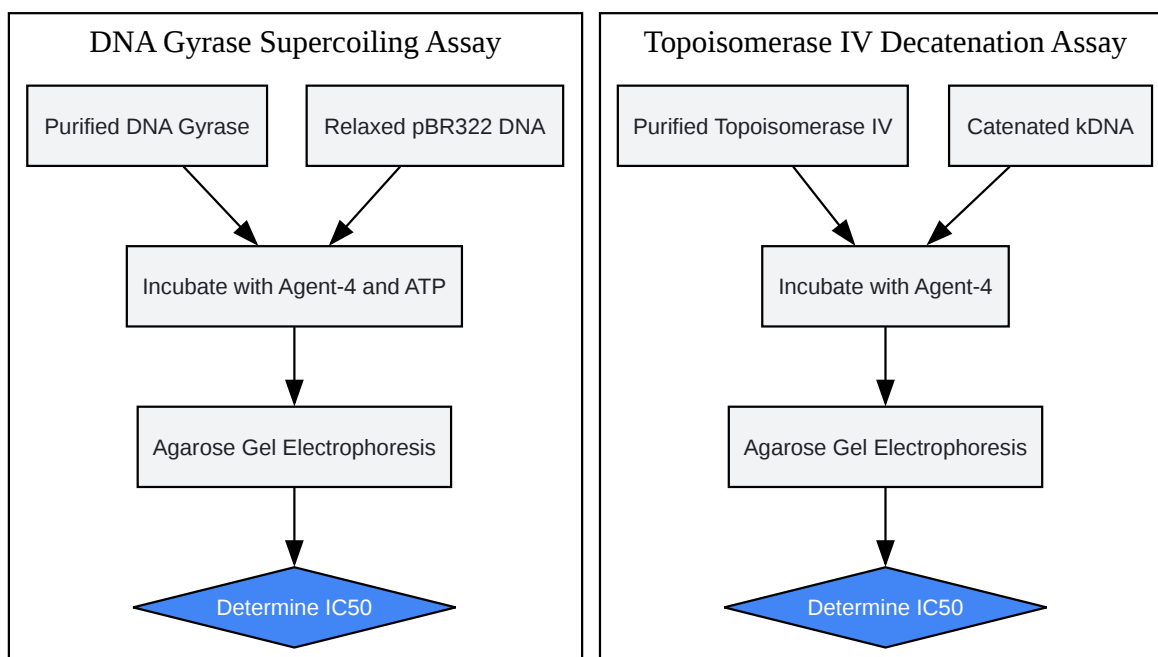 DNA Gyrase Supercoiling Assay
Purified DNA Gyrase
Relaxed pBR322 DNA
Incubate with Agent-4 and ATP
Agarose Gel Electrophoresis
Determine IC50
Topoisomerase IV Decatenation Assay
Purified Topoisomerase IV
Catenated kDNA
Incubate with Agent-4
Agarose Gel Electrophoresis
Determine IC50